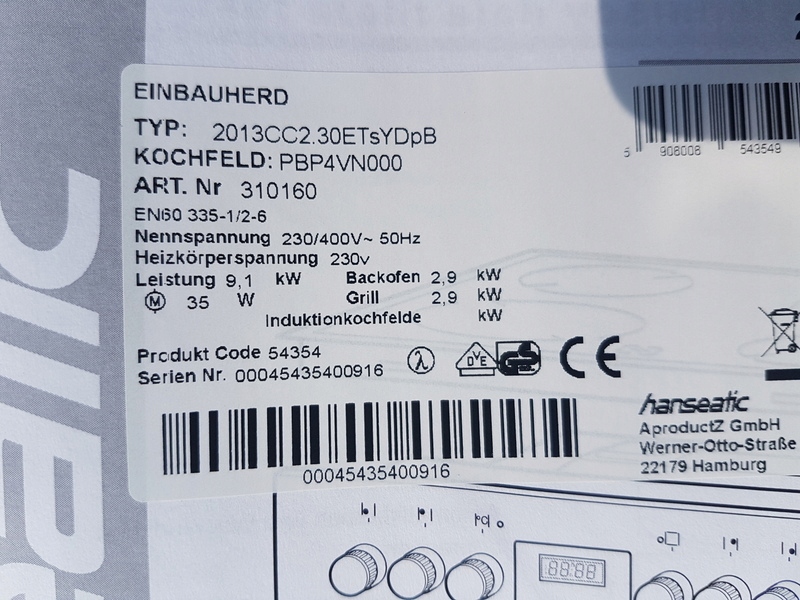 EINBAUHERD
TYP: 2013CC2.30ETsYDpB
KOCHFELD: PBP4VN000
ART. Nr 310160
EN60 335-1/2-6
Nennspannung 230/400V~ 50Hz
Heizkörperspannung 230v
Leistung 9,1 kW Backofen 2,9 kW
M 35 W Grill 2,9 kW
Induktionkochfelde kW
Produkt Code 54354
Serien Nr. 00045435400916
DVE GS CE
00045435400916
5 908008 543549
hanseatic
AproductZ GmbH
Werner-Otto-Straße
22179 Hamburg
88:88